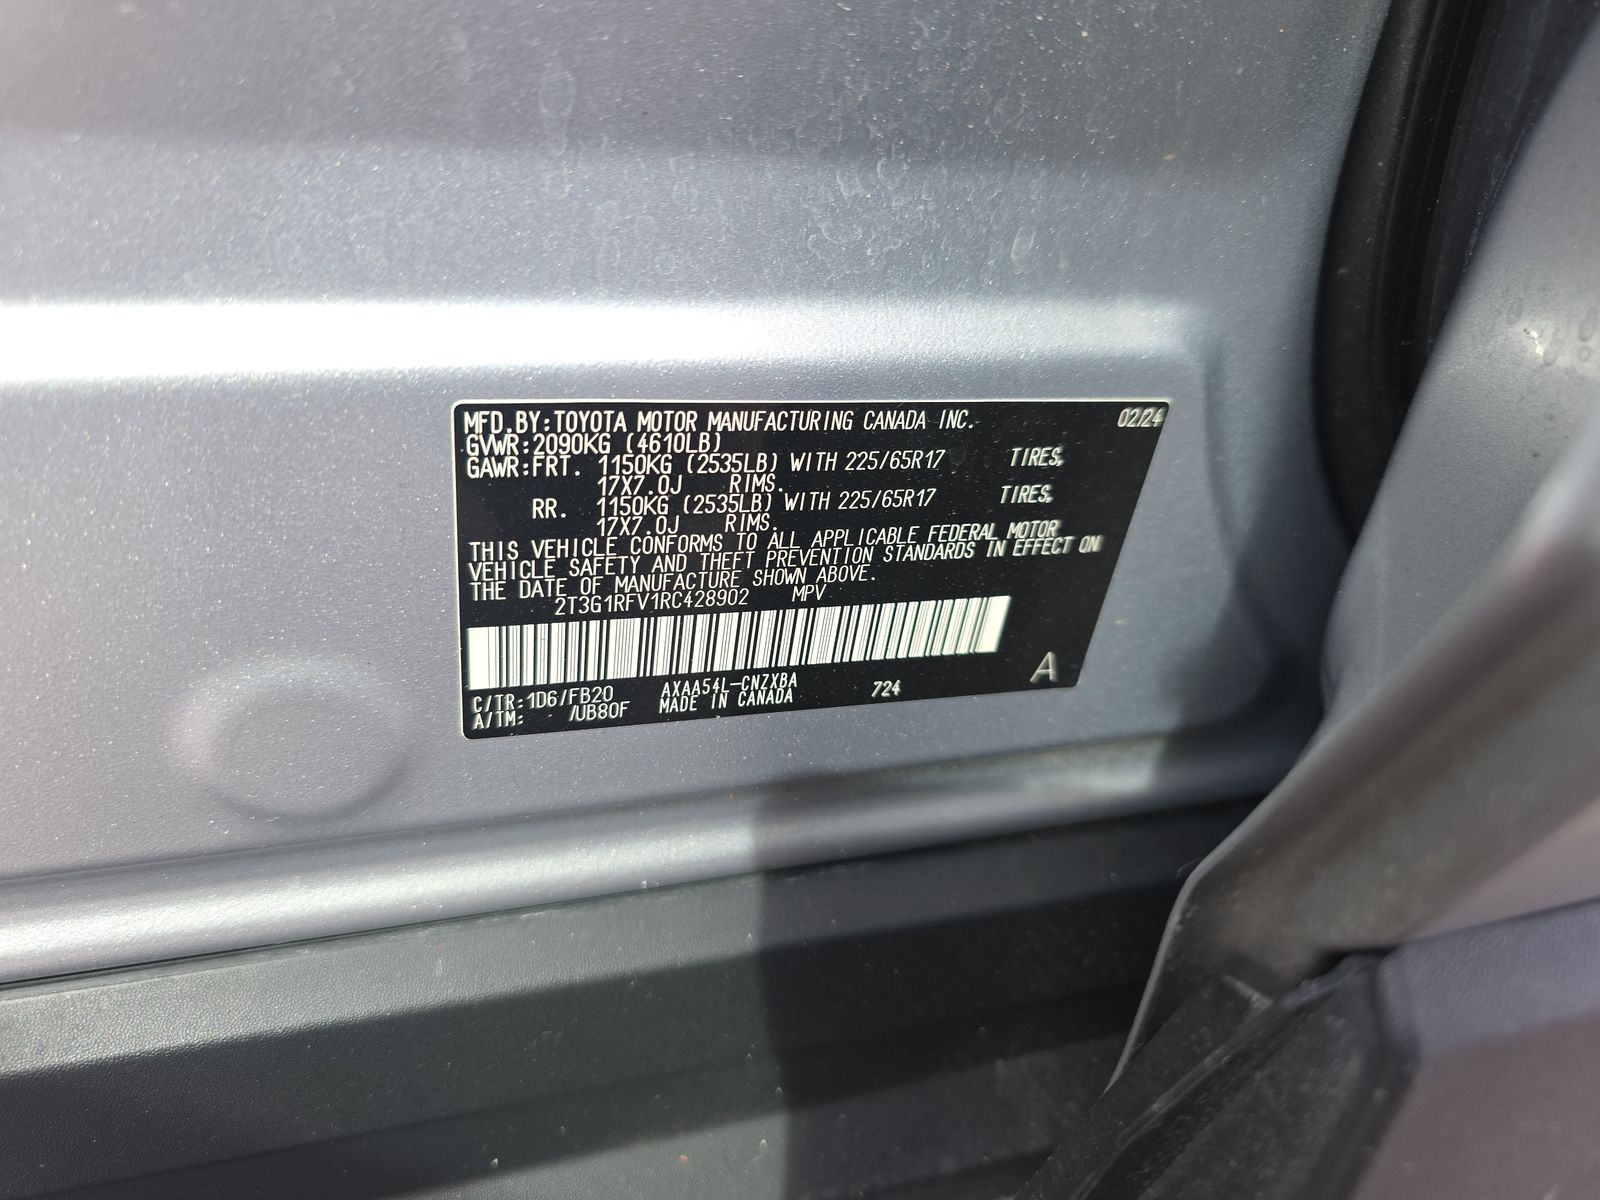 MFD.BY:TOYOTA MOTOR MANUFACTURING CANADA INC. 02/24
GVWR:2090KG (4610LB)
GAWR:FRT. 1150KG (2535LB) WITH 225/65R17 TIRES,
17X7.0J RIMS.
RR. 1150KG (2535LB) WITH 225/65R17 TIRES,
17X7.0J RIMS.
THIS VEHICLE CONFORMS TO ALL APPLICABLE FEDERAL MOTOR
VEHICLE SAFETY AND THEFT PREVENTION STANDARDS IN EFFECT ON
THE DATE OF MANUFACTURE SHOWN ABOVE.
2T3G1RFV1RC428902 MPV
A
C/TR:1D6/FB20 AXAA54L-CNZXBA 724
A/TM: /UB80F MADE IN CANADA